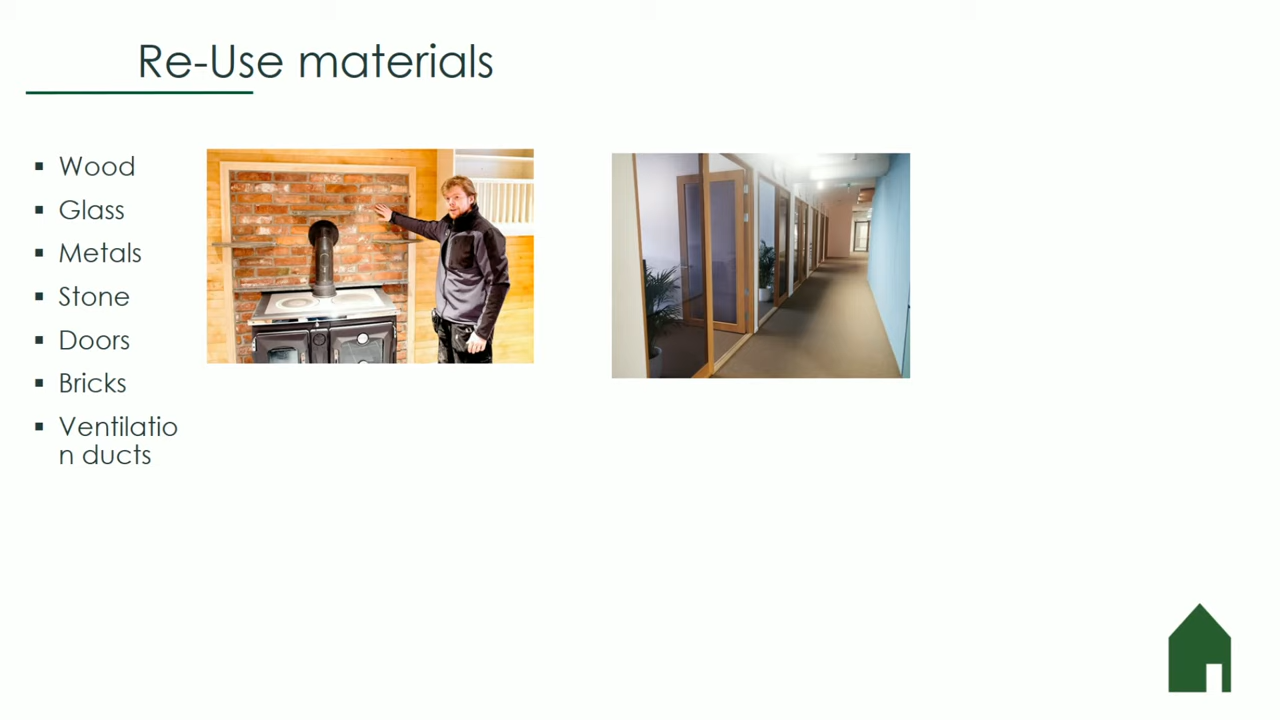 Re-Use materials
▪ Wood
▪ Glass
▪ Metals
▪ Stone
▪ Doors
▪ Bricks
▪ Ventilatio
n ducts